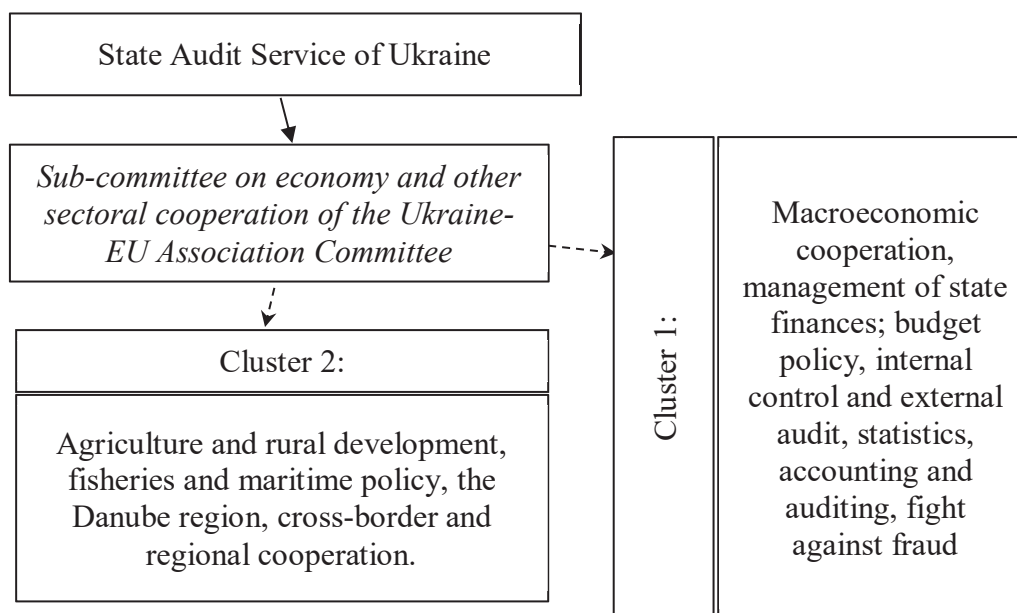 State Audit Service of Ukraine
Sub-committee on economy and other
sectoral cooperation of the Ukraine-
EU Association Committee
Cluster 1:
Macroeconomic
cooperation,
management of state
finances; budget
policy, internal
control and external
audit, statistics,
accounting and
auditing, fight
against fraud
Cluster 2:
Agriculture and rural development,
fisheries and maritime policy, the
Danube region, cross-border and
regional cooperation.